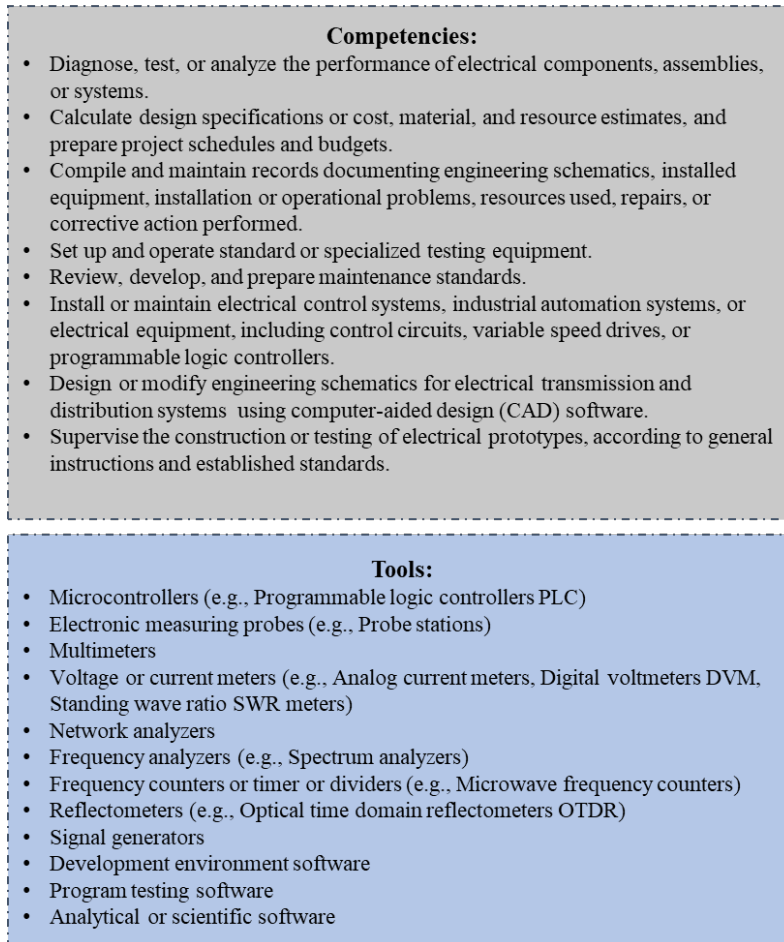 Competencies:
• Diagnose, test, or analyze the performance of electrical components, assemblies,
or systems.
• Calculate design specifications or cost, material, and resource estimates, and
prepare project schedules and budgets.
• Compile and maintain records documenting engineering schematics, installed
equipment, installation or operational problems, resources used, repairs, or
corrective action performed.
• Set up and operate standard or specialized testing equipment.
• Review, develop, and prepare maintenance standards.
• Install or maintain electrical control systems, industrial automation systems, or
electrical equipment, including control circuits, variable speed drives, or
programmable logic controllers.
• Design or modify engineering schematics for electrical transmission and
distribution systems using computer-aided design (CAD) software.
• Supervise the construction or testing of electrical prototypes, according to general
instructions and established standards.
Tools:
• Microcontrollers (e.g., Programmable logic controllers PLC)
• Electronic measuring probes (e.g., Probe stations)
• Multimeters
• Voltage or current meters (e.g., Analog current meters, Digital voltmeters DVM,
Standing wave ratio SWR meters)
• Network analyzers
• Frequency analyzers (e.g., Spectrum analyzers)
• Frequency counters or timer or dividers (e.g., Microwave frequency counters)
• Reflectometers (e.g., Optical time domain reflectometers OTDR)
• Signal generators
• Development environment software
• Program testing software
• Analytical or scientific software